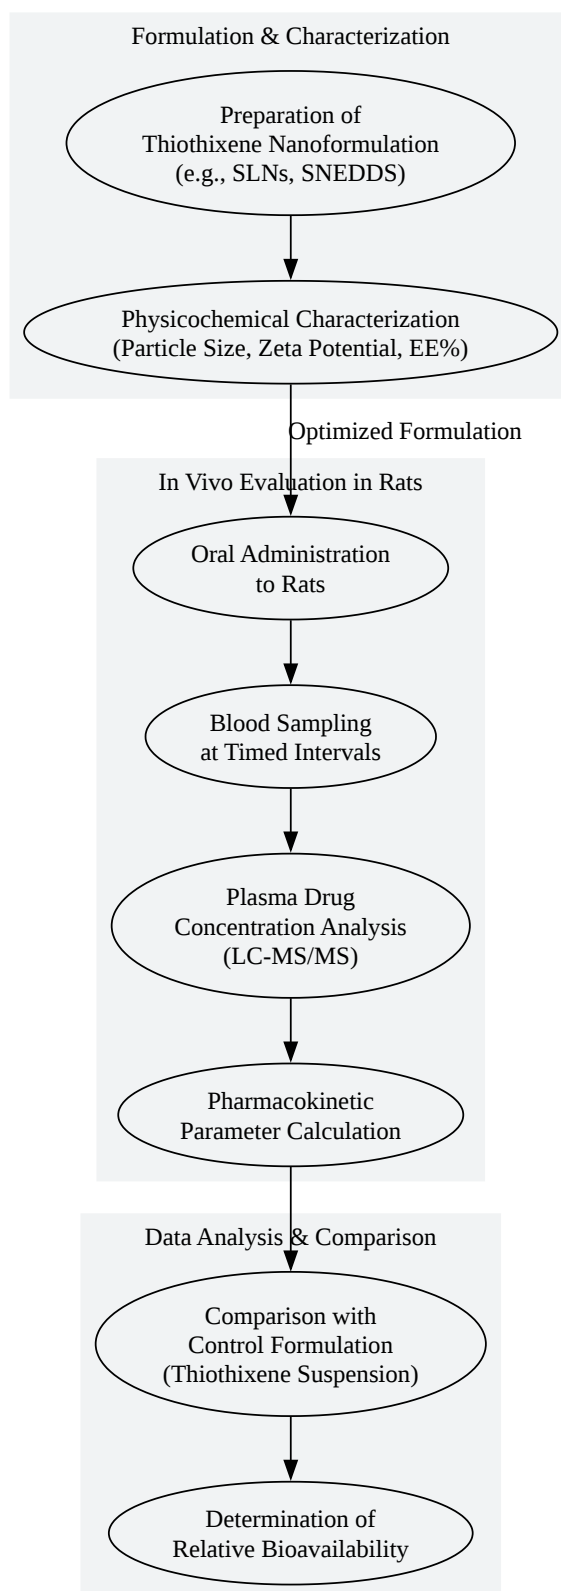 Formulation & Characterization
Preparation of
Thiothixene Nanoformulation
(e.g., SLNs, SNEDDS)
Physicochemical Characterization
(Particle Size, Zeta Potential, EE%)
Optimized Formulation
In Vivo Evaluation in Rats
Oral Administration
to Rats
Blood Sampling
at Timed Intervals
Plasma Drug
Concentration Analysis
(LC-MS/MS)
Pharmacokinetic
Parameter Calculation
Data Analysis & Comparison
Comparison with
Control Formulation
(Thiothixene Suspension)
Determination of
Relative Bioavailability